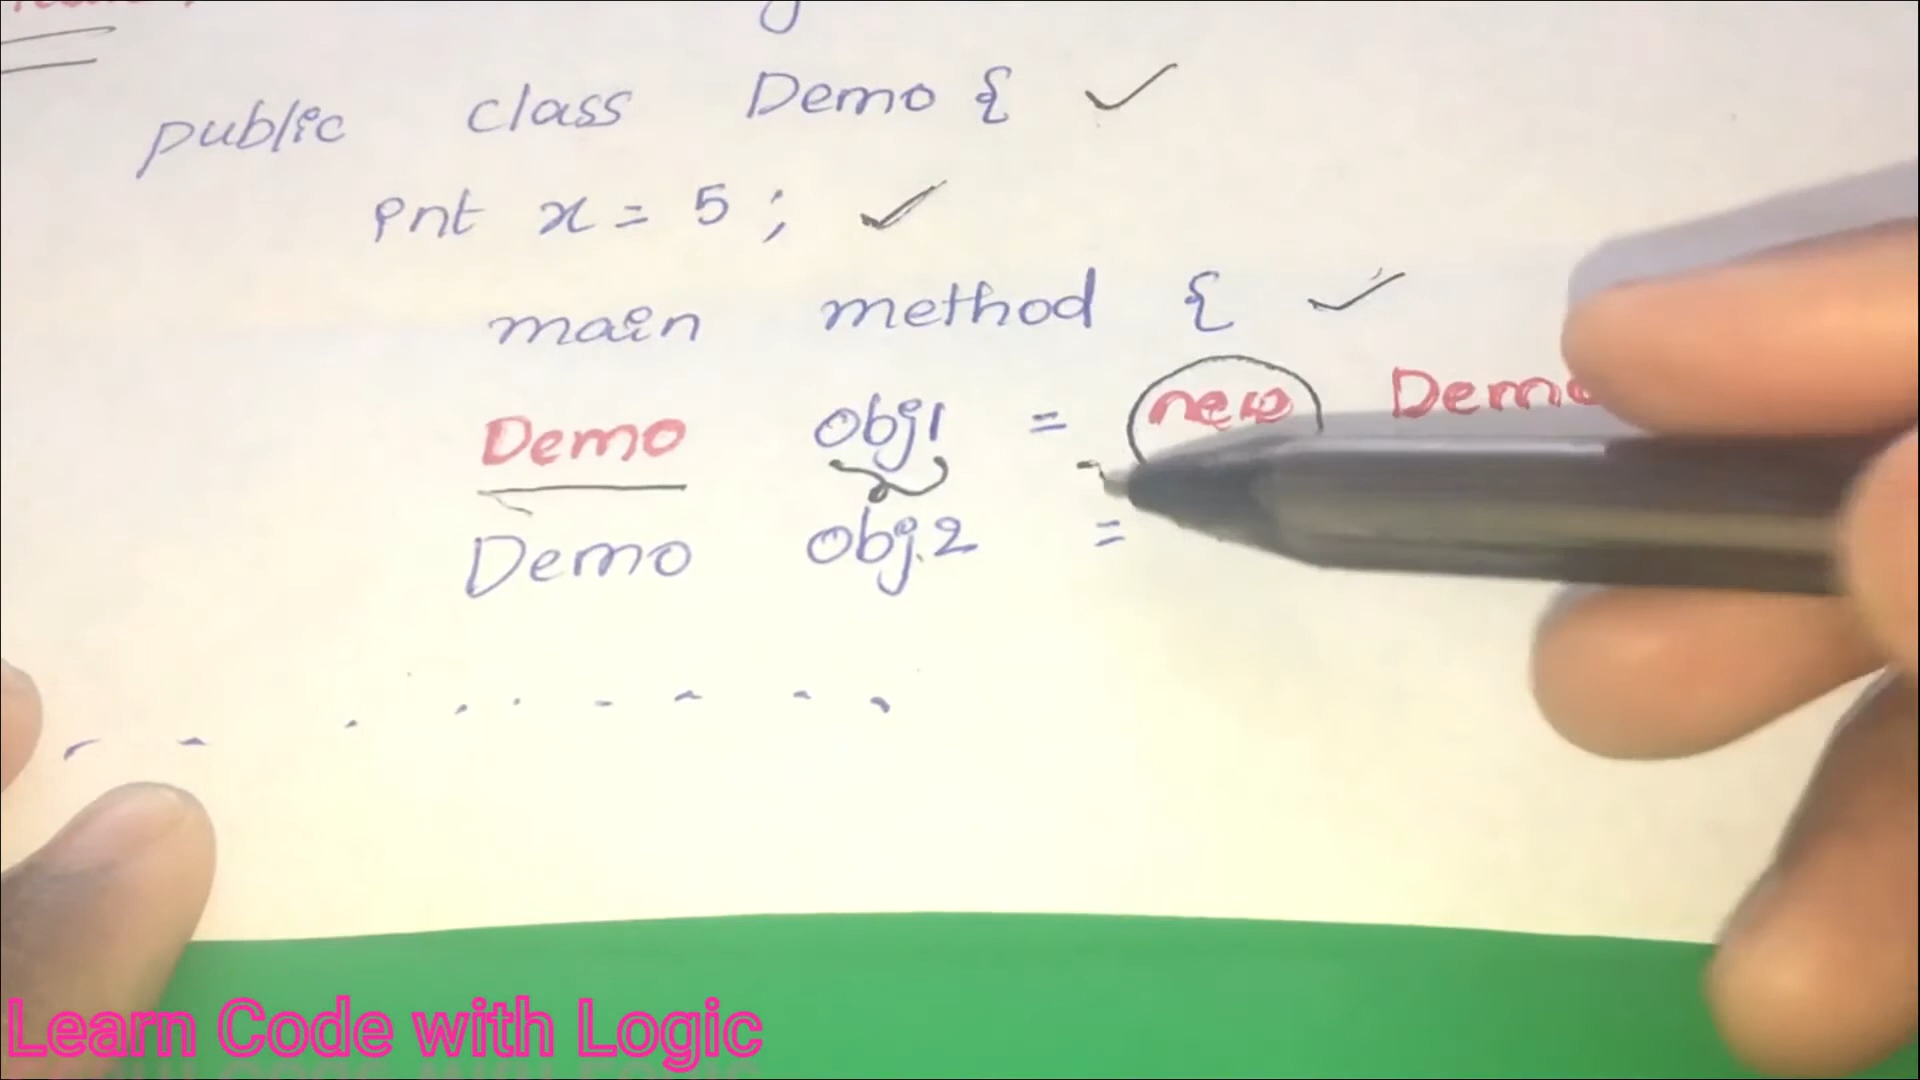 public class Demo {
int x = 5 ;
main method {
Demo obj1 = new Demo
Demo obj2 =
Learn Code with Logic